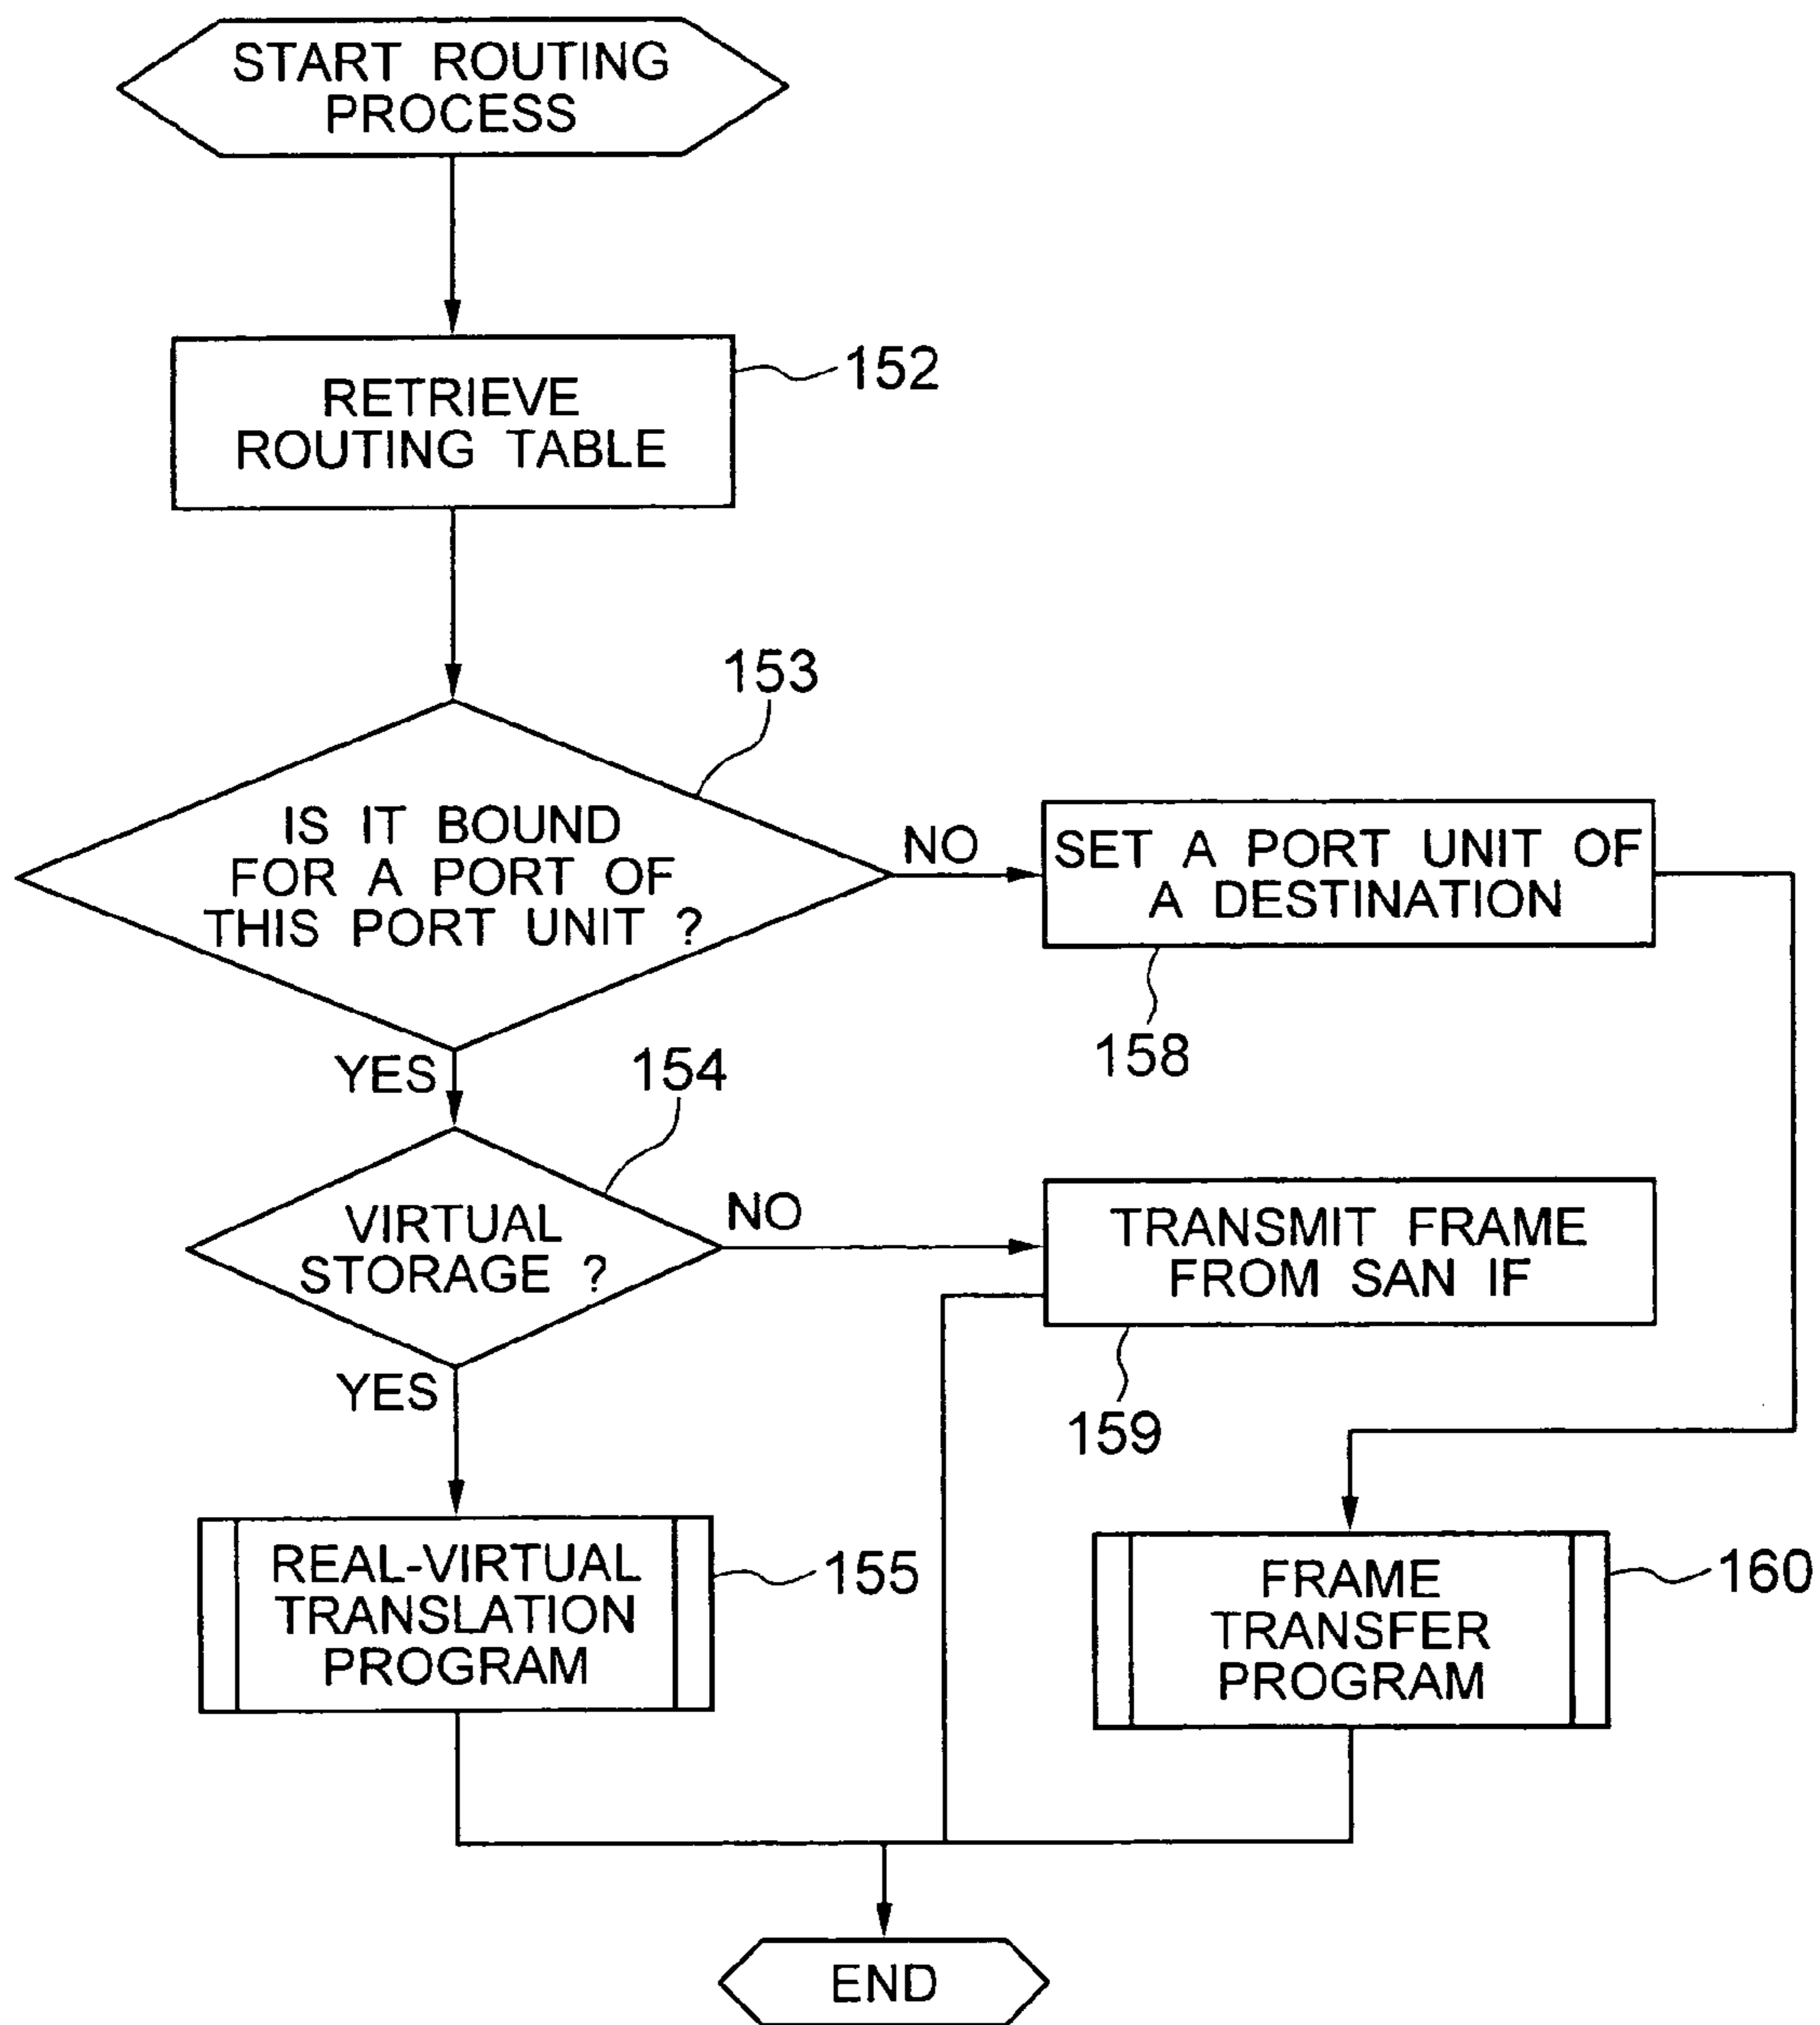 START ROUTING
PROCESS
152
RETRIEVE
ROUTING TABLE
153
IS IT BOUND
FOR A PORT OF
THIS PORT UNIT ?
NO
SET A PORT UNIT OF
A DESTINATION
158
YES
154
VIRTUAL
STORAGE ?
NO
TRANSMIT FRAME
FROM SAN IF
159
YES
REAL-VIRTUAL
TRANSLATION
PROGRAM
155
FRAME
TRANSFER
PROGRAM
160
END